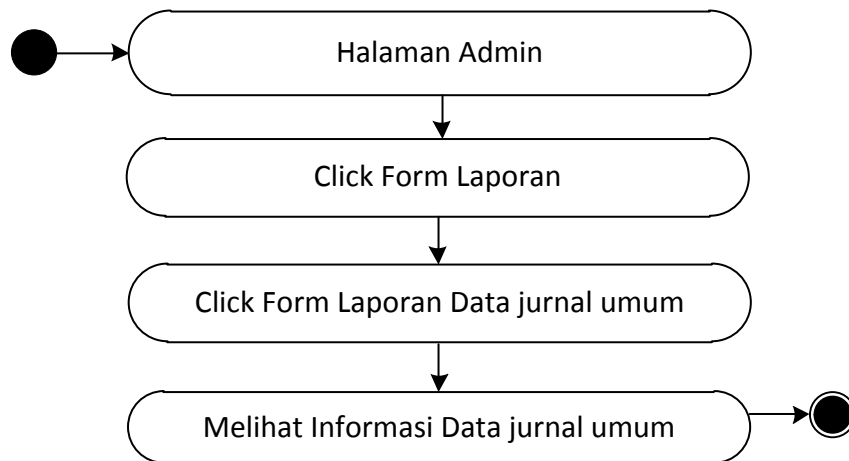 Halaman Admin
Click Form Laporan
Click Form Laporan Data jurnal umum
Melihat Informasi Data jurnal umum